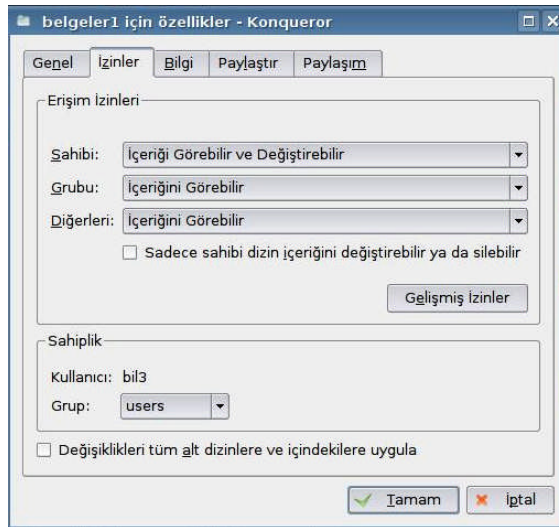 belgeler1 için özellikler - Konqueror
Genel İzinler Bilgi Paylaştır Paylaşım
Erişim İzinleri
Sahibi: İçeriği Görebilir ve Değiştirebilir
Grubu: İçeriğini Görebilir
Diğerleri: İçeriğini Görebilir
Sadece sahibi dizin içeriğini değiştirebilir ya da silebilir
Gelişmiş İzinler
Sahiplik
Kullanıcı: bil3
Grup: users
Değişiklikleri tüm alt dizinlere ve içindekilere uygula
Tamam İptal